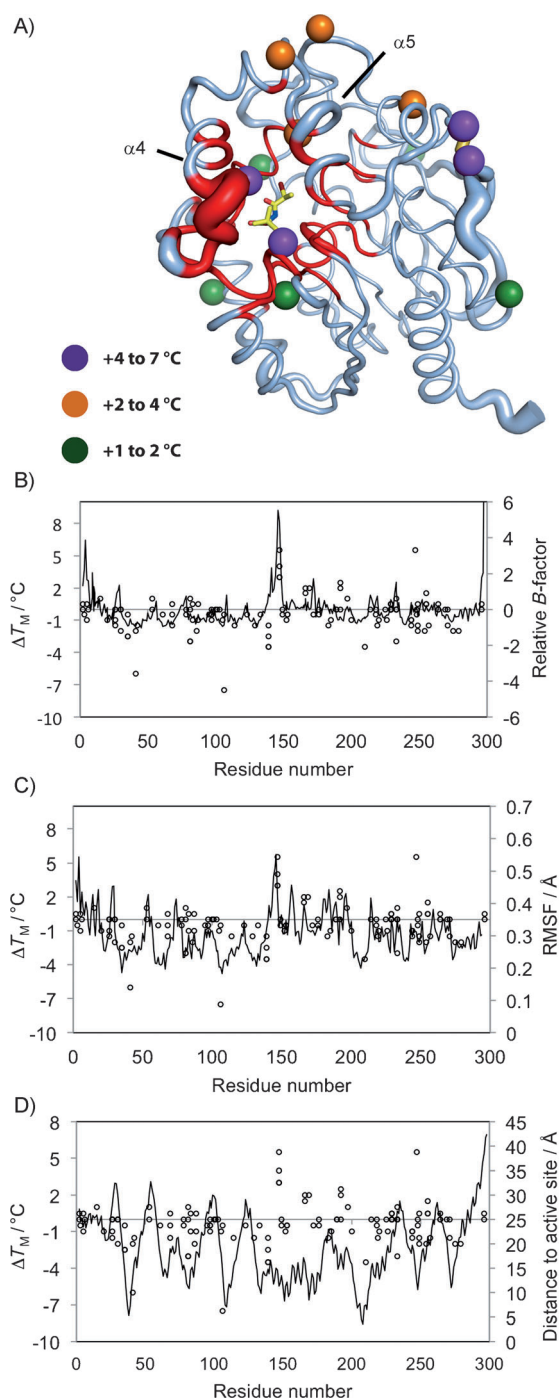 A)
α5
α4
+4 to 7 °C
+2 to 4 °C
+1 to 2 °C
B)
8
5
2
-1
-4
-7
-10
ΔTM / °C
6
4
2
0
-2
-4
-6
Relative B-factor
0 50 100 150 200 250 300
Residue number
C)
8
5
2
-1
-4
-7
-10
ΔTM / °C
0.7
0.6
0.5
0.4
0.3
0.2
0.1
0
RMSF / Å
0 50 100 150 200 250 300
Residue number
D)
8
5
2
-1
-4
-7
-10
ΔTM / °C
45
40
35
30
25
20
15
10
5
0
Distance to active site / Å
0 50 100 150 200 250 300
Residue number